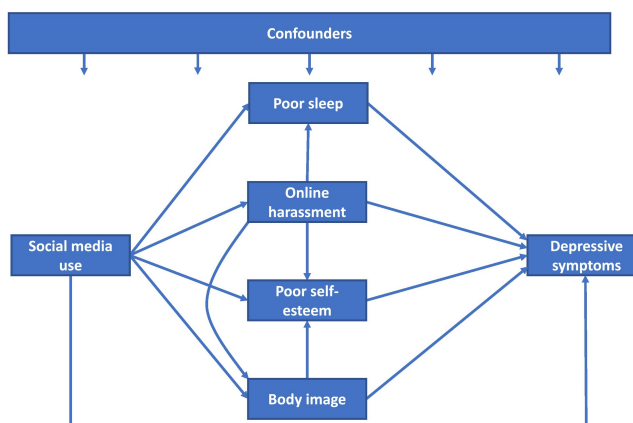 Confounders
Poor sleep
Online
harassment
Social media
use
Depressive
symptoms
Poor self-
esteem
Body image